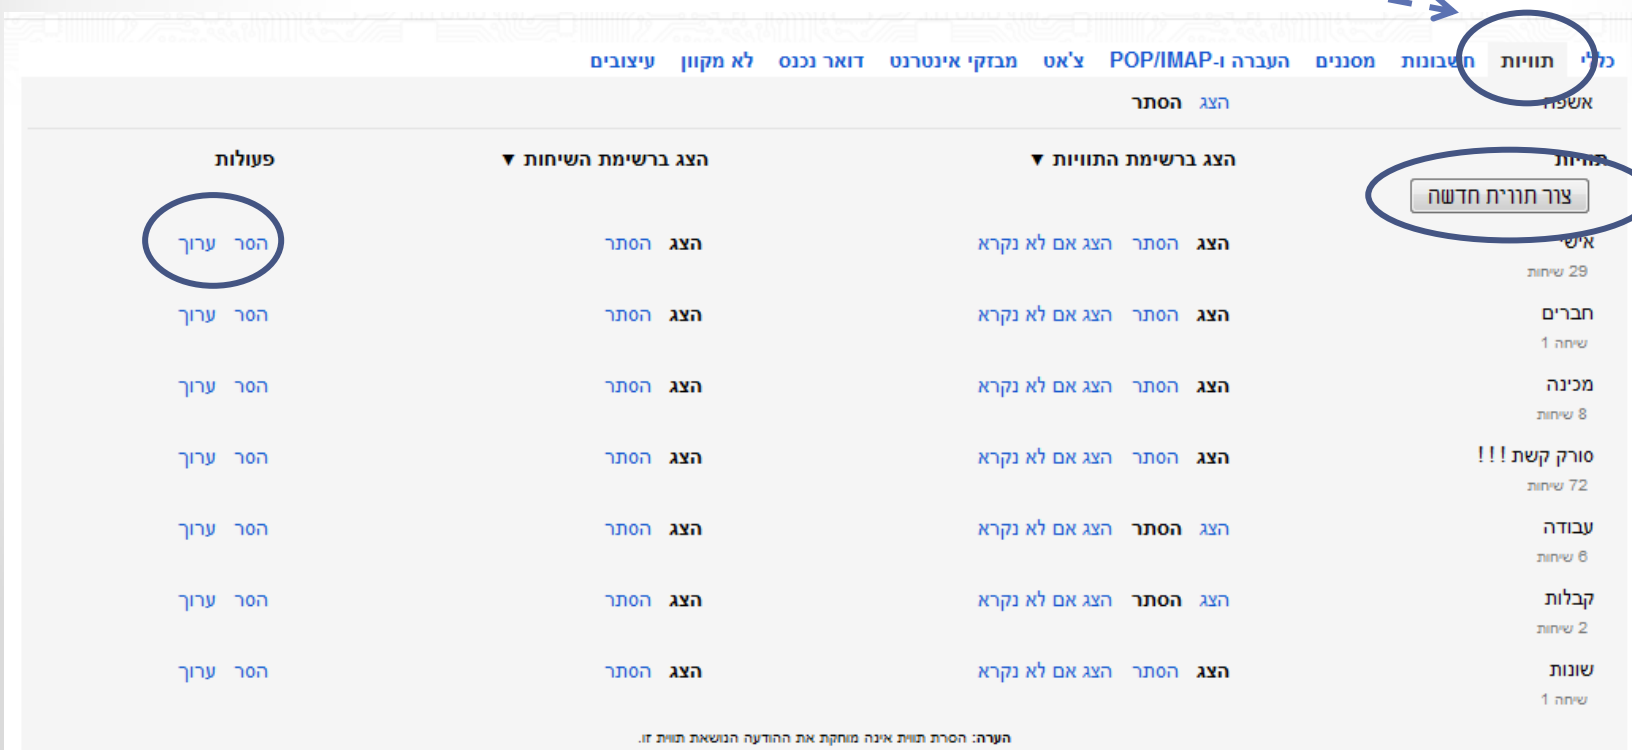 כללי תוויות חשבונות מסננים העברה ו-POP/IMAP צ'אט מבזקי אינטרנט דואר נכנס לא מקוון עיצובים
אשפה הצג הסתר
תוויות הצג ברשימת התוויות ▼ הצג ברשימת השיחות ▼ פעולות
צור תווית חדשה
אישי הצג הסתר הצג אם לא נקרא הצג הסתר הסר ערוך
29 שיחות
חברים הצג הסתר הצג אם לא נקרא הצג הסתר הסר ערוך
שיחה 1
מכינה הצג הסתר הצג אם לא נקרא הצג הסתר הסר ערוך
8 שיחות
סורק קשת !!! הצג הסתר הצג אם לא נקרא הצג הסתר הסר ערוך
72 שיחות
עבודה הצג הסתר הצג אם לא נקרא הצג הסתר הסר ערוך
6 שיחות
קבלות הצג הסתר הצג אם לא נקרא הצג הסתר הסר ערוך
2 שיחות
שונות הצג הסתר הצג אם לא נקרא הצג הסתר הסר ערוך
שיחה 1
הערה: הסרת תווית אינה מוחקת את ההודעה הנושאת תווית זו.